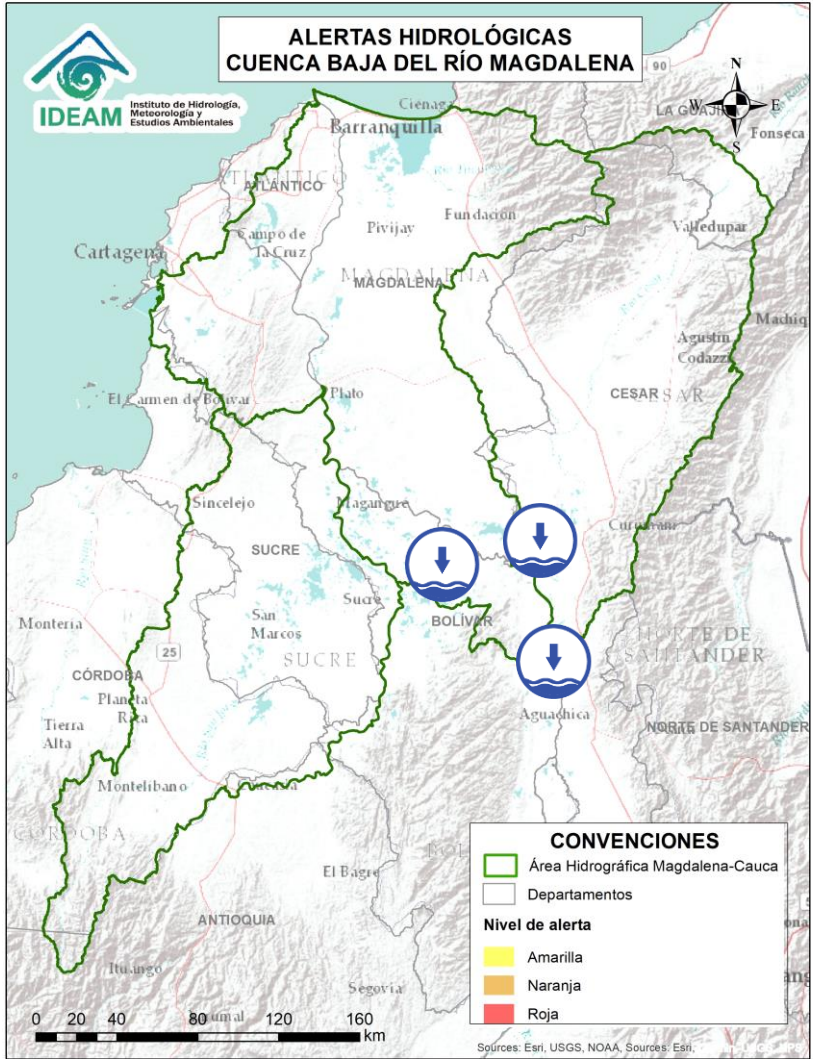 ALERTAS HIDROLÓGICAS
CUENCA BAJA DEL RÍO MAGDALENA
IDEAM
Instituto de Hidrología,
Meteorología y
Estudios Ambientales
N
W
E
S
90
LA GUAJI
Ciénaga
Barranquilla
Fonseca
ATLÁNTICO
Pivijay
Fundación
Valledupar
Campo de
la Cruz
Cartagena
MAGDALENA
MAGDALENA
Machiq
Agustín
Codazzi
CESAR
CESAR
El Carmen de Bolívar
Plato
Sincelejo
Magangué
Curumaní
SUCRE
Sucre
San
Marcos
BOLÍVAR
Montería
25
SUCRE
NORTE DE
SANTANDER
CÓRDOBA
Planeta
Rica
Aguachica
NORTE DE SANTANDER
Tierra
Alta
Montelíbano
CÓRDOBA
El Bagre
ANTIOQUIA
Ituango
Segovia
CONVENCIONES
Área Hidrográfica Magdalena-Cauca
Departamentos
Nivel de alerta
Amarilla
Naranja
Roja
0 20 40 80 120 160
km
Sources: Esri, USGS, NOAA, Sources: Esri,